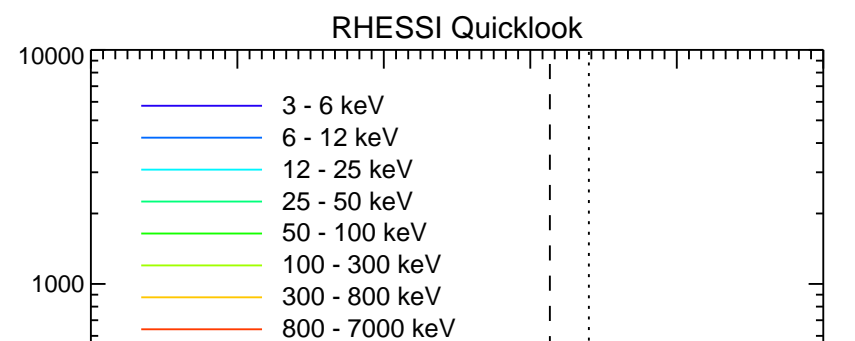 RHESSI Quicklook
10000
3 - 6 keV
6 - 12 keV
12 - 25 keV
25 - 50 keV
50 - 100 keV
100 - 300 keV
1000
300 - 800 keV
800 - 7000 keV